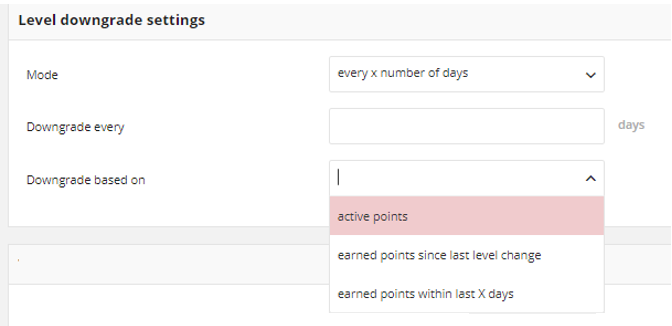 Level downgrade settings
Mode
every x number of days
Downgrade every
days
Downgrade based on
active points
earned points since last level change
earned points within last X days